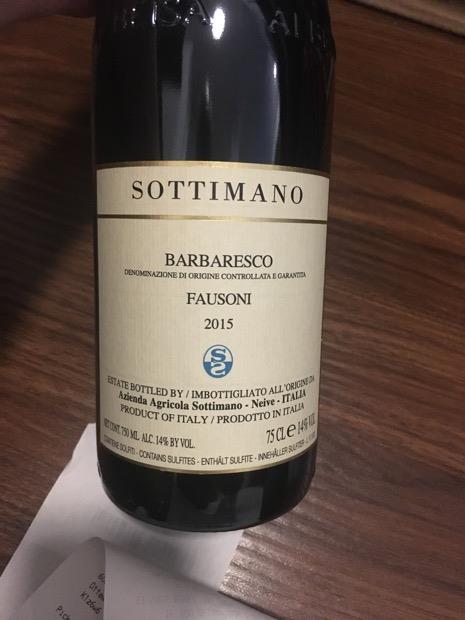 SOTTIMANO
BARBARESCO
DENOMINAZIONE DI ORIGINE CONTROLLATA E GARANTITA
FAUSONI
2015
SS
ESTATE BOTTLED BY / IMBOTTIGLIATO ALL'ORIGINE DA
Azienda Agricola Sottimano - Neive - ITALIA
PRODUCT OF ITALY / PRODOTTO IN ITALIA
NET CONT. 750 ML. ALC. 14% BY VOL. 75 CL e 14% VOL
CONTIENE SOLFITI - CONTAINS SULFITES - ENTHÄLT SULFITE - INNEHÅLLER SULFITER